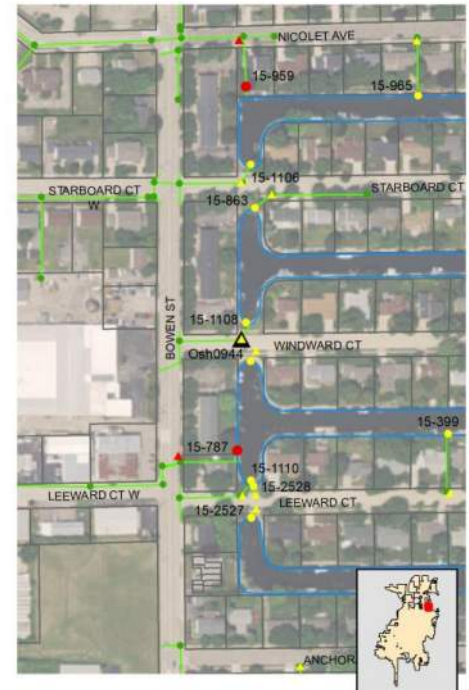 NICOLET AVE
15-959
15-965
15-1106
STARBOARD CT
W
STARBOARD CT
15-863
BOWEN ST
15-1108
WINDWARD CT
Osh0944
15-399
15-787
15-1110
15-2528
LEEWARD CT W
LEEWARD CT
15-2527
ANCHOR